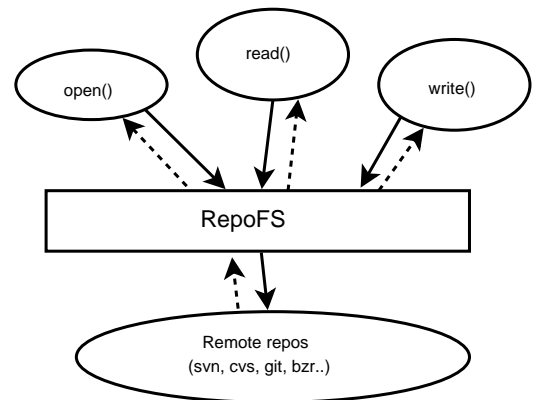 open()
read()
write()
RepoFS
Remote repos
(svn, cvs, git, bzr..)